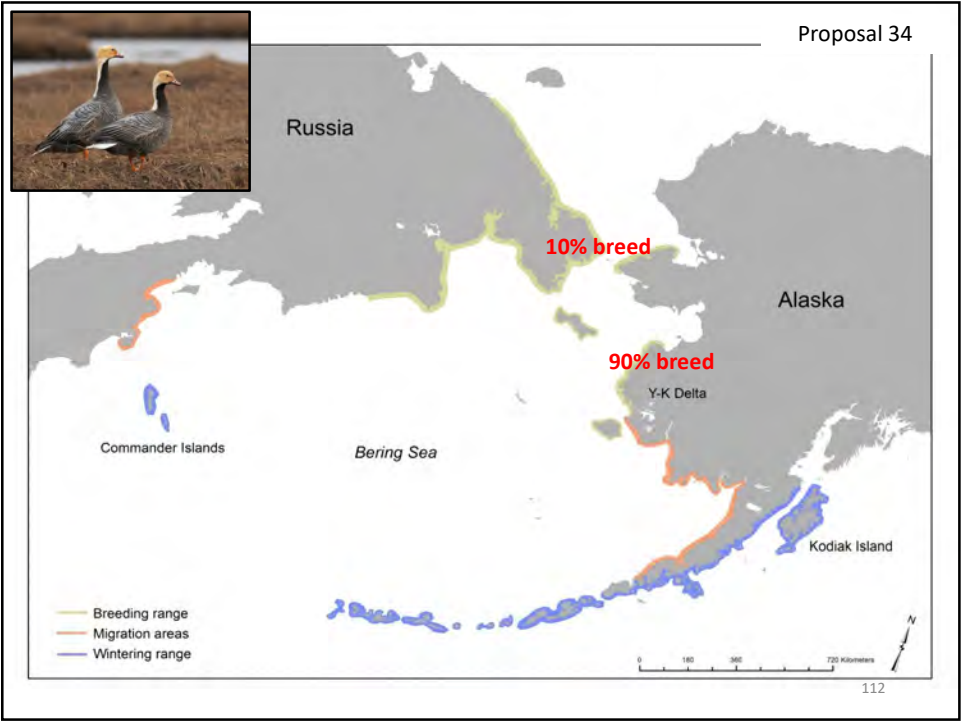 Proposal 34
Russia
10% breed
Alaska
90% breed
Y-K Delta
Commander Islands
Bering Sea
Kodiak Island
Breeding range
Migration areas
Wintering range
N
0 180 360 720 Kilometers
112